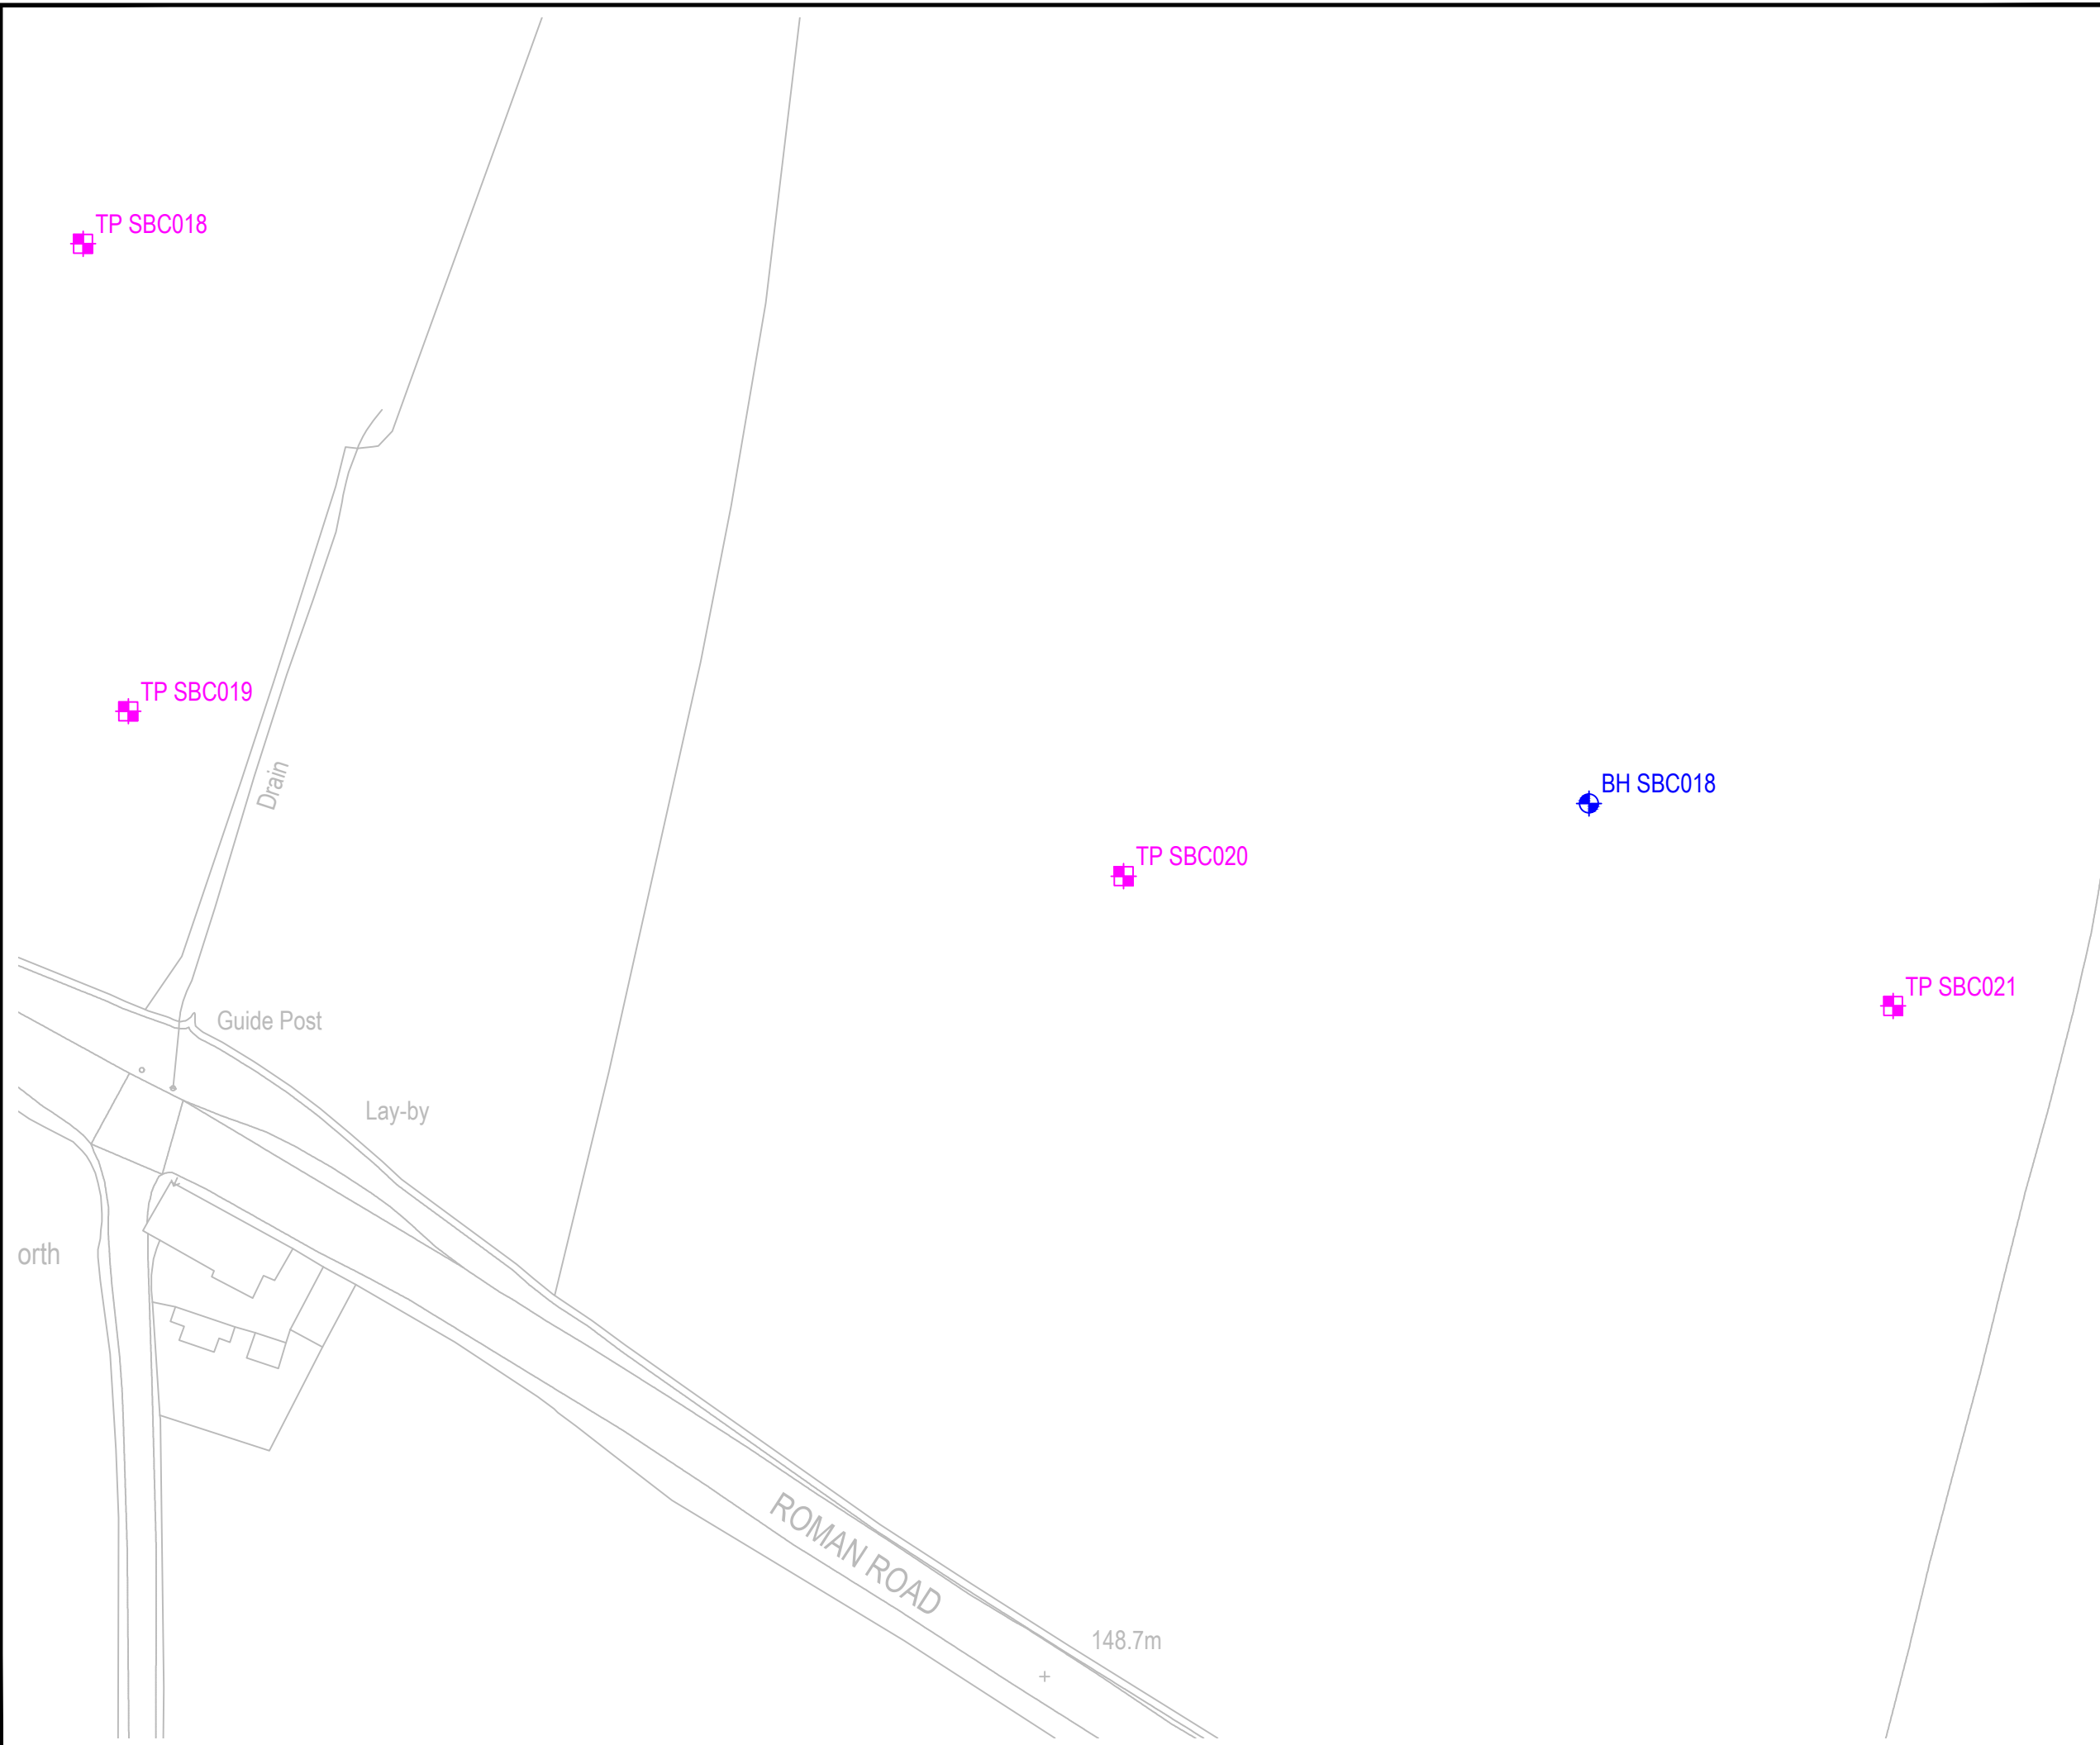 TP SBC018
TP SBC019
Drain
BH SBC018
TP SBC020
TP SBC021
Guide Post
Lay-by
orth
ROMAN ROAD
148.7m